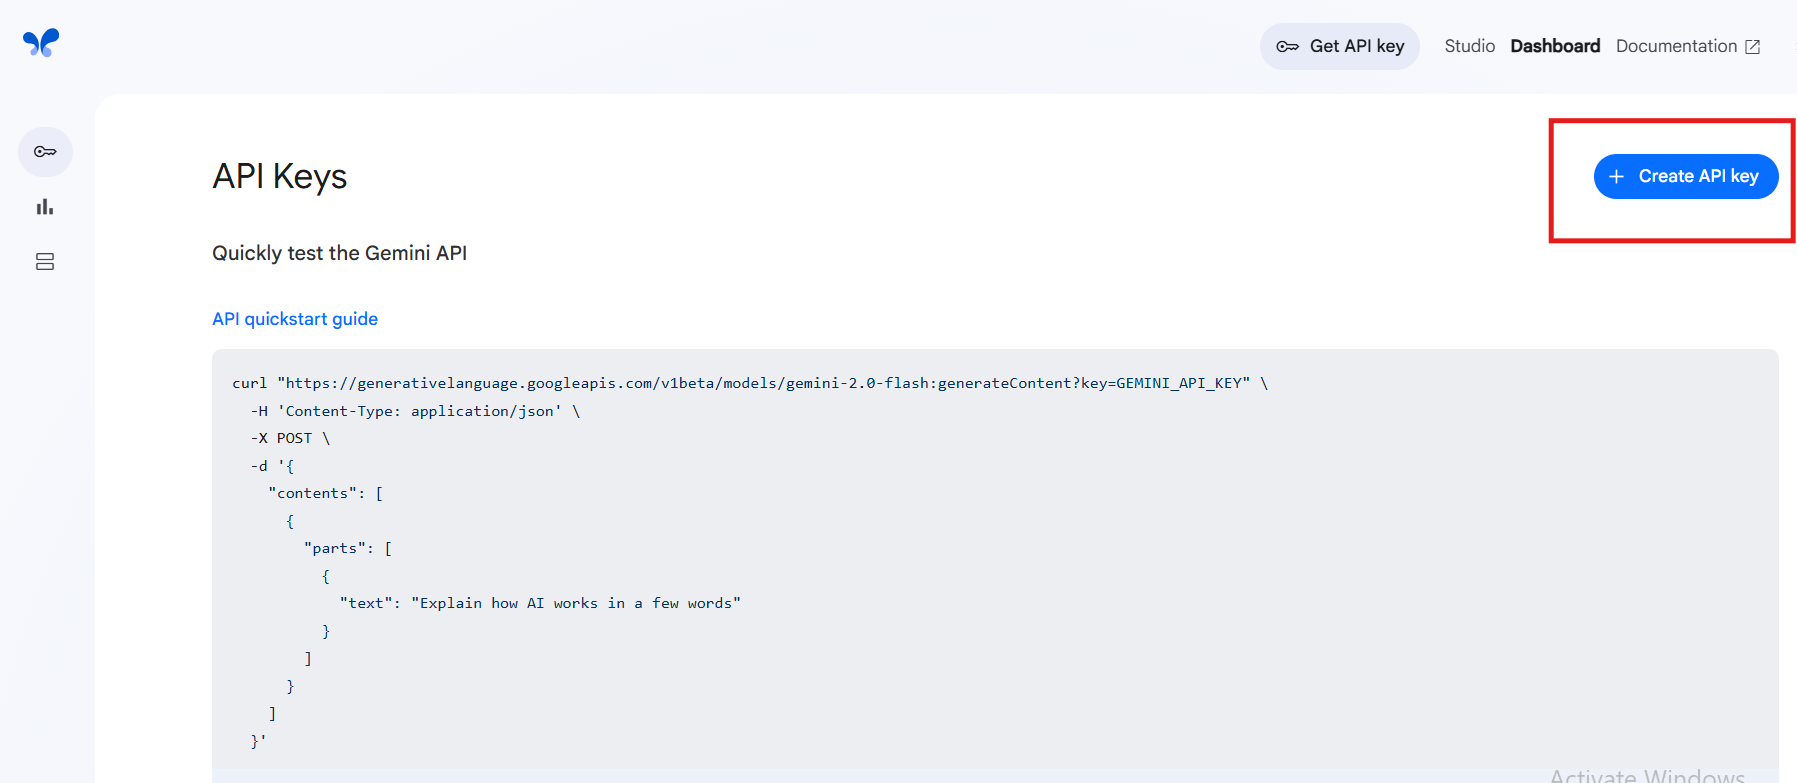 Get API key Studio Dashboard Documentation
API Keys
+ Create API key
Quickly test the Gemini API
API quickstart guide
curl "https://generativelanguage.googleapis.com/v1beta/models/gemini-2.0-flash:generateContent?key=GEMINI_API_KEY" \
  -H 'Content-Type: application/json' \
  -X POST \
  -d '{
    "contents": [
      {
        "parts": [
          {
            "text": "Explain how AI works in a few words"
          }
        ]
      }
    ]
  }'
Activate Windows